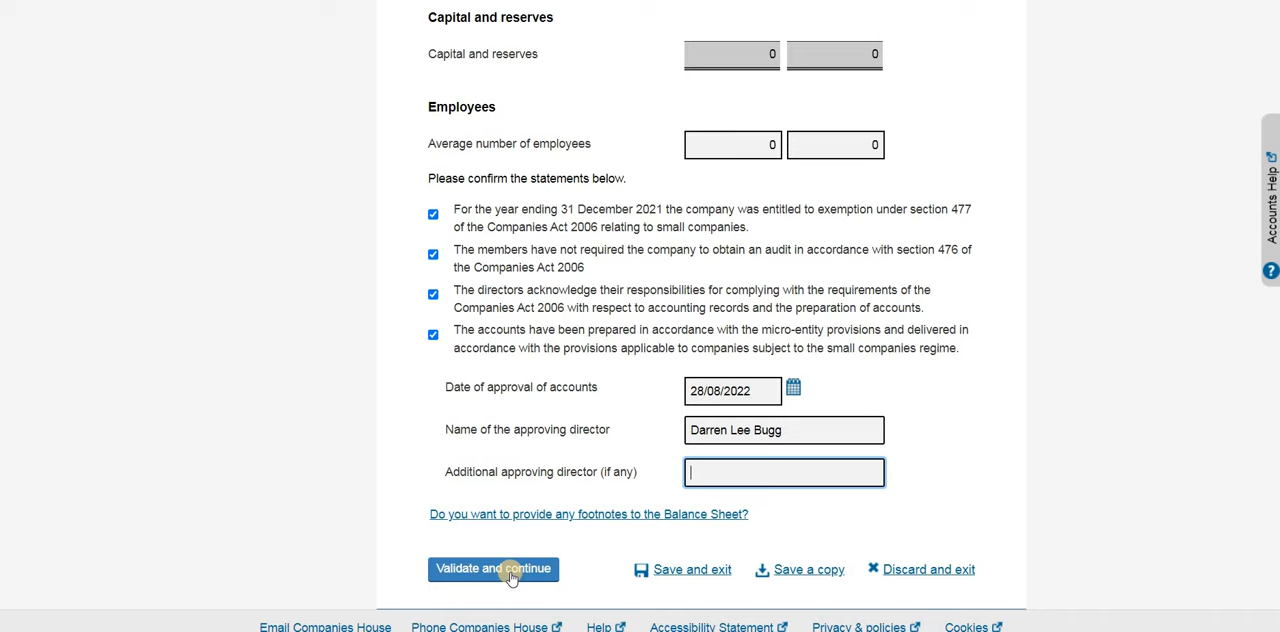 Capital and reserves
Capital and reserves 0 0
Employees
Average number of employees 0 0
Please confirm the statements below.
For the year ending 31 December 2021 the company was entitled to exemption under section 477
of the Companies Act 2006 relating to small companies.
The members have not required the company to obtain an audit in accordance with section 476 of
the Companies Act 2006
The directors acknowledge their responsibilities for complying with the requirements of the
Companies Act 2006 with respect to accounting records and the preparation of accounts.
The accounts have been prepared in accordance with the micro-entity provisions and delivered in
accordance with the provisions applicable to companies subject to the small companies regime.
Date of approval of accounts 28/08/2022
Name of the approving director Darren Lee Bugg
Additional approving director (if any)
Do you want to provide any footnotes to the Balance Sheet?
Validate and continue Save and exit Save a copy Discard and exit
Email Companies House Phone Companies House Help Accessibility Statement Privacy & policies Cookies
Accounts Help
?